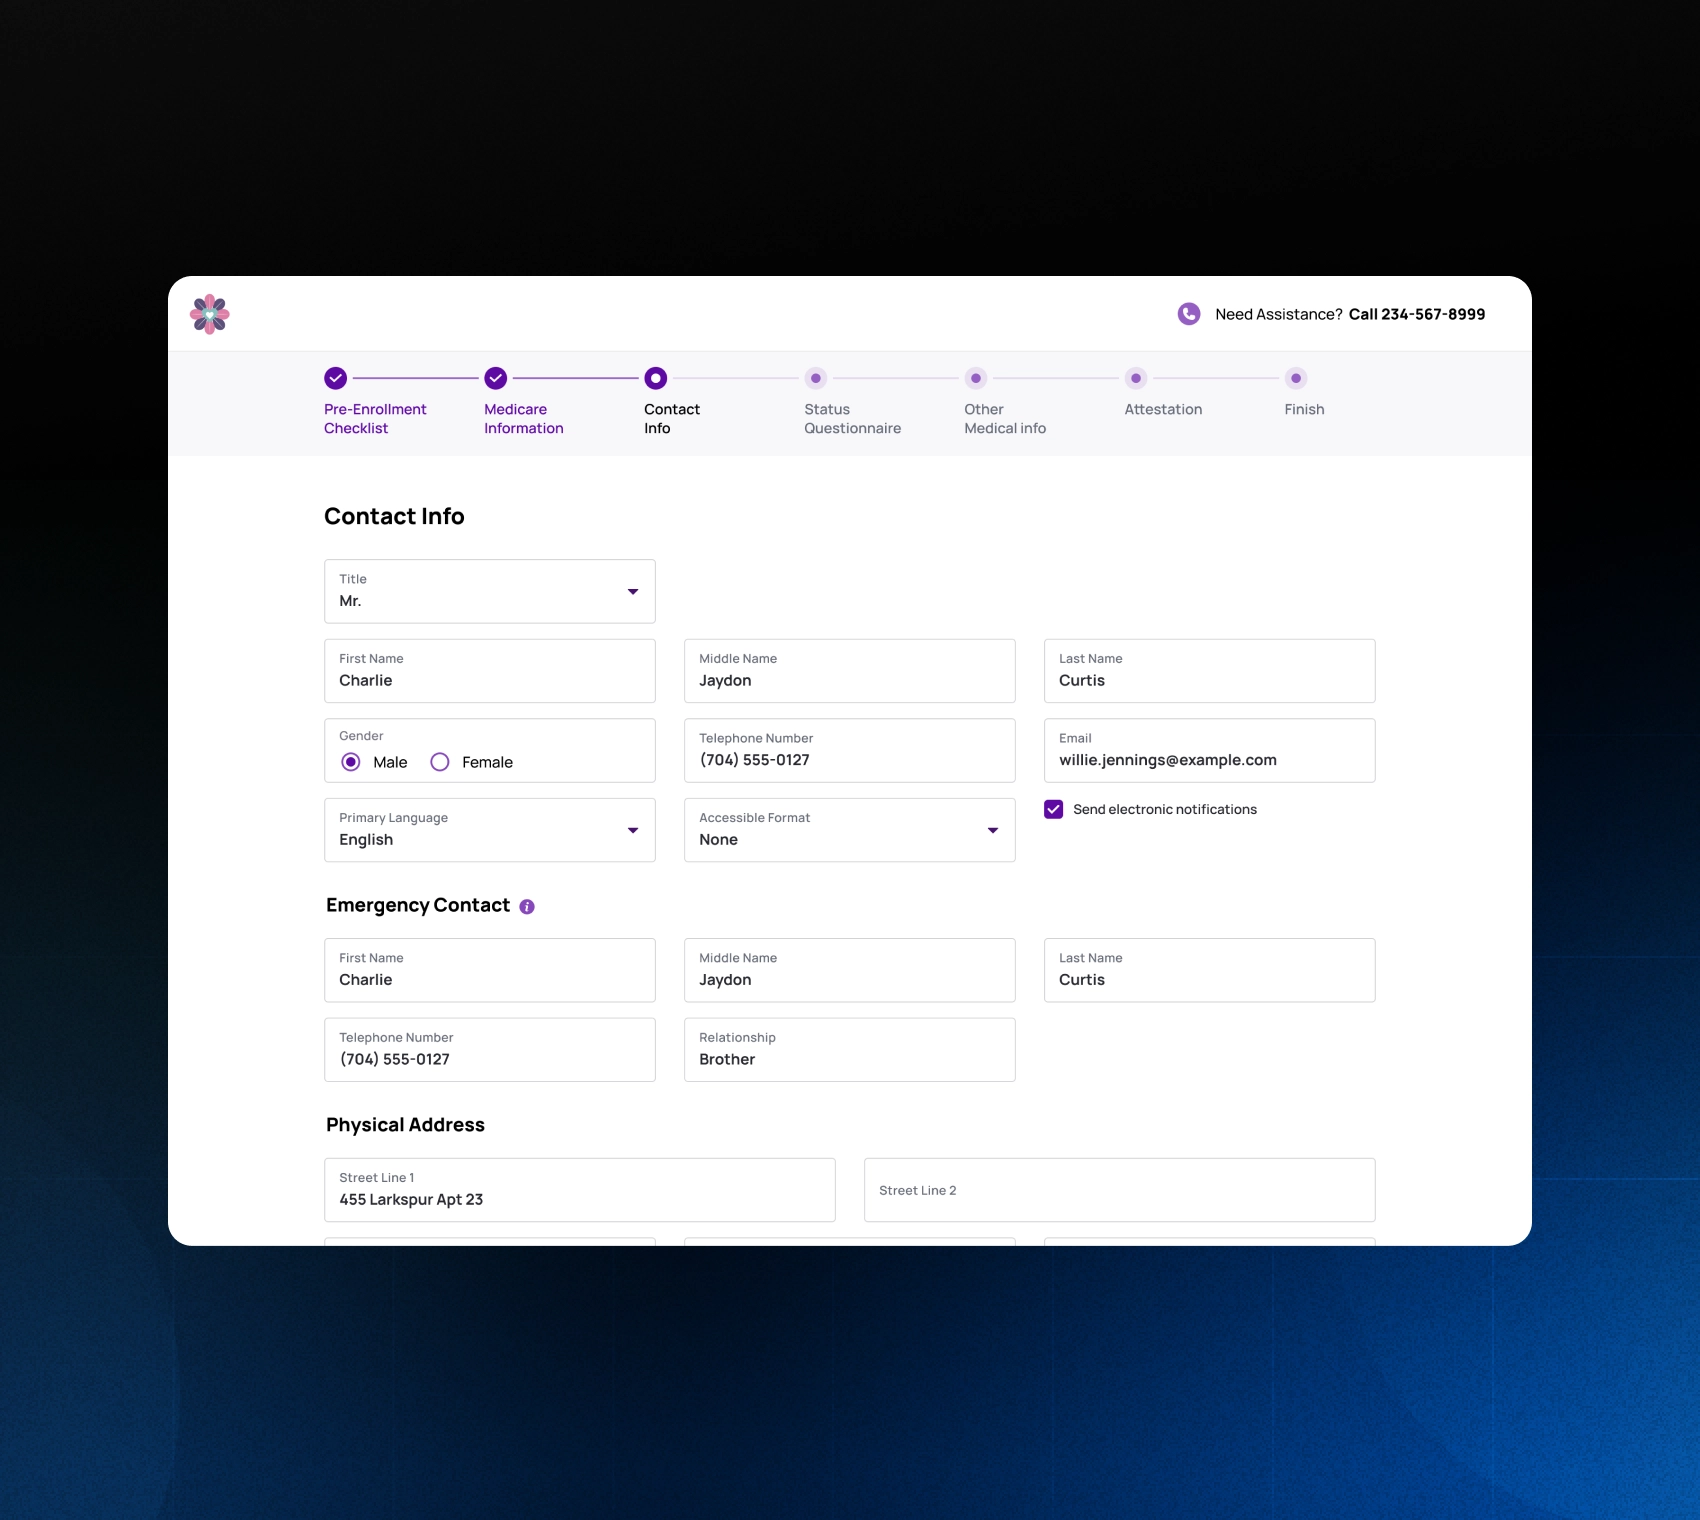 Need Assistance? Call 234-567-8999
Pre-Enrollment
Checklist
Medicare
Information
Contact
Info
Status
Questionnaire
Other
Medical info
Attestation
Finish
Contact Info
Title
Mr.
First Name
Charlie
Middle Name
Jaydon
Last Name
Curtis
Gender
Male
Female
Telephone Number
(704) 555-0127
Email
willie.jennings@example.com
Primary Language
English
Accessible Format
None
Send electronic notifications
Emergency Contact
First Name
Charlie
Middle Name
Jaydon
Last Name
Curtis
Telephone Number
(704) 555-0127
Relationship
Brother
Physical Address
Street Line 1
455 Larkspur Apt 23
Street Line 2